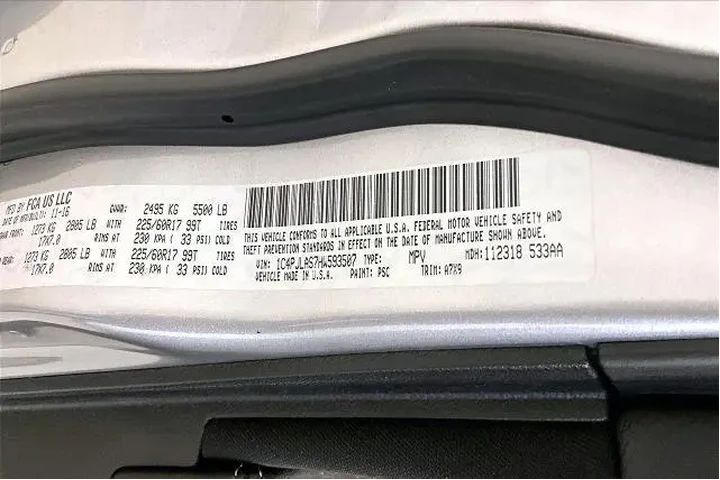 MFD BY FCA US LLC
DATE OF MFR(BUILD): 11-16 GVWR: 2495 KG 5500 LB
GAWR FRONT 1273 KG 2805 LB WITH 225/60R17 99T TIRES
17X7.0 RIMS AT 230 KPA ( 33 PSI) COLD
REAR: 1273 KG 2805 LB WITH 225/60R17 99T TIRES
17X7.0 RIMS AT 230 KPA ( 33 PSI) COLD
THIS VEHICLE CONFORMS TO ALL APPLICABLE U.S.A. FEDERAL MOTOR VEHICLE SAFETY AND
THEFT PREVENTION STANDARDS IN EFFECT ON THE DATE OF MANUFACTURE SHOWN ABOVE.
VIN: 1C4PJLAS7HW593507 TYPE: MPV MDH: 112318 533AA
VEHICLE MADE IN U.S.A. PAINT: PSC TRIM: A7X9